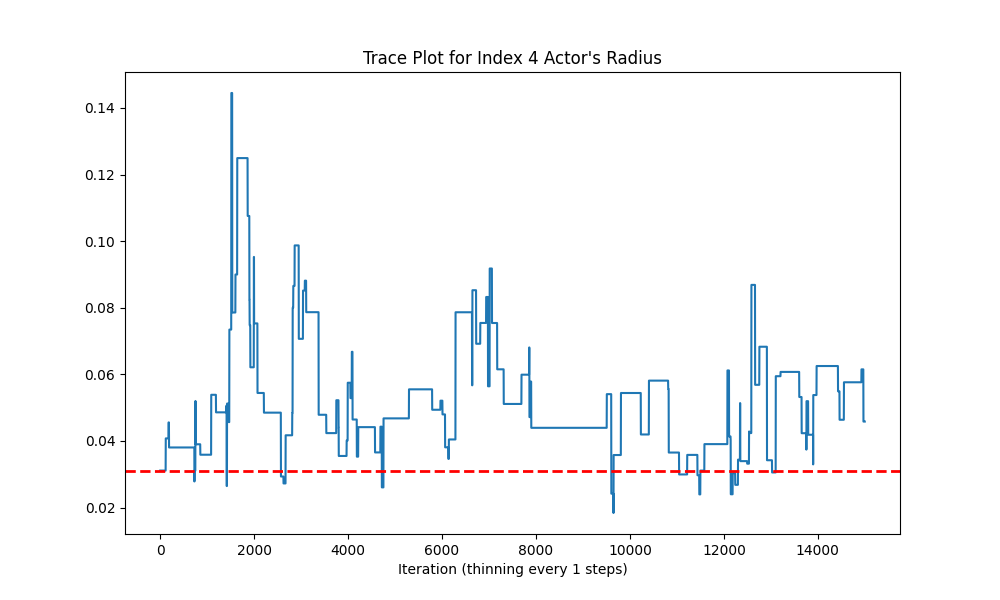 Trace Plot for Index 4 Actor's Radius
0.14
0.12
0.10
0.08
0.06
0.04
0.02
0 2000 4000 6000 8000 10000 12000 14000
Iteration (thinning every 1 steps)